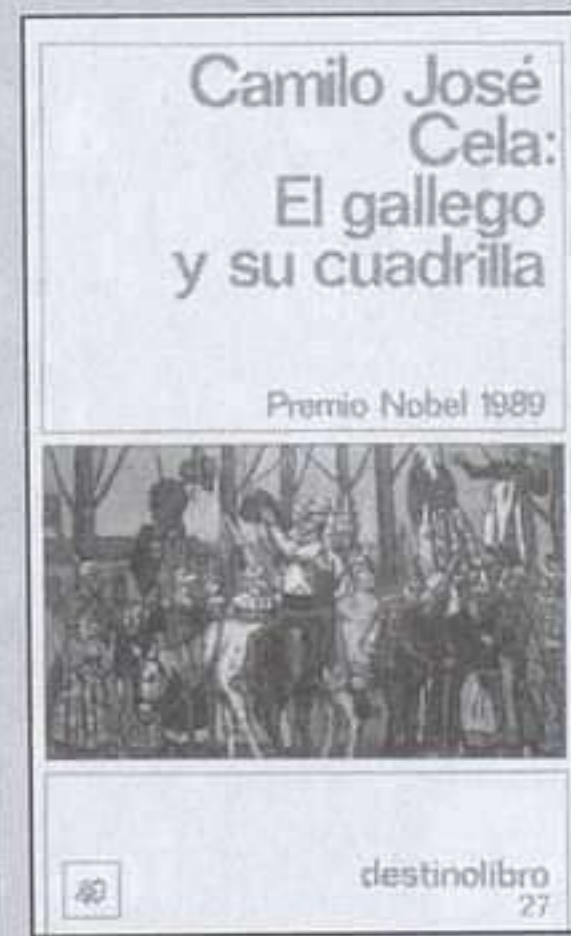 Camilo José
Cela:
El gallego
y su cuadrilla
Premio Nobel 1989
destinolibro
27